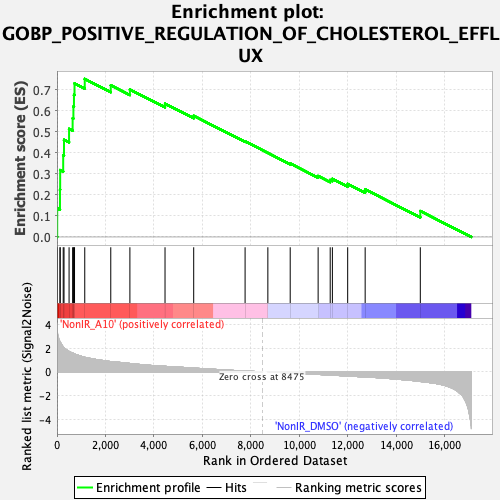 Enrichment plot:
GOBP_POSITIVE_REGULATION_OF_CHOLESTEROL_EFFL
UX
Enrichment score (ES)
0.7
0.6
0.5
0.4
0.3
0.2
0.1
0.0
'NonIR_A10' (positively correlated)
Ranked list metric (Signal2Noise)
4
2
0
-2
-4
Zero cross at 8475
'NonIR_DMSO' (negatively correlated)
0
2,000
4,000
6,000
8,000
10,000
12,000
14,000
16,000
Rank in Ordered Dataset
Enrichment profile
Hits
Ranking metric scores